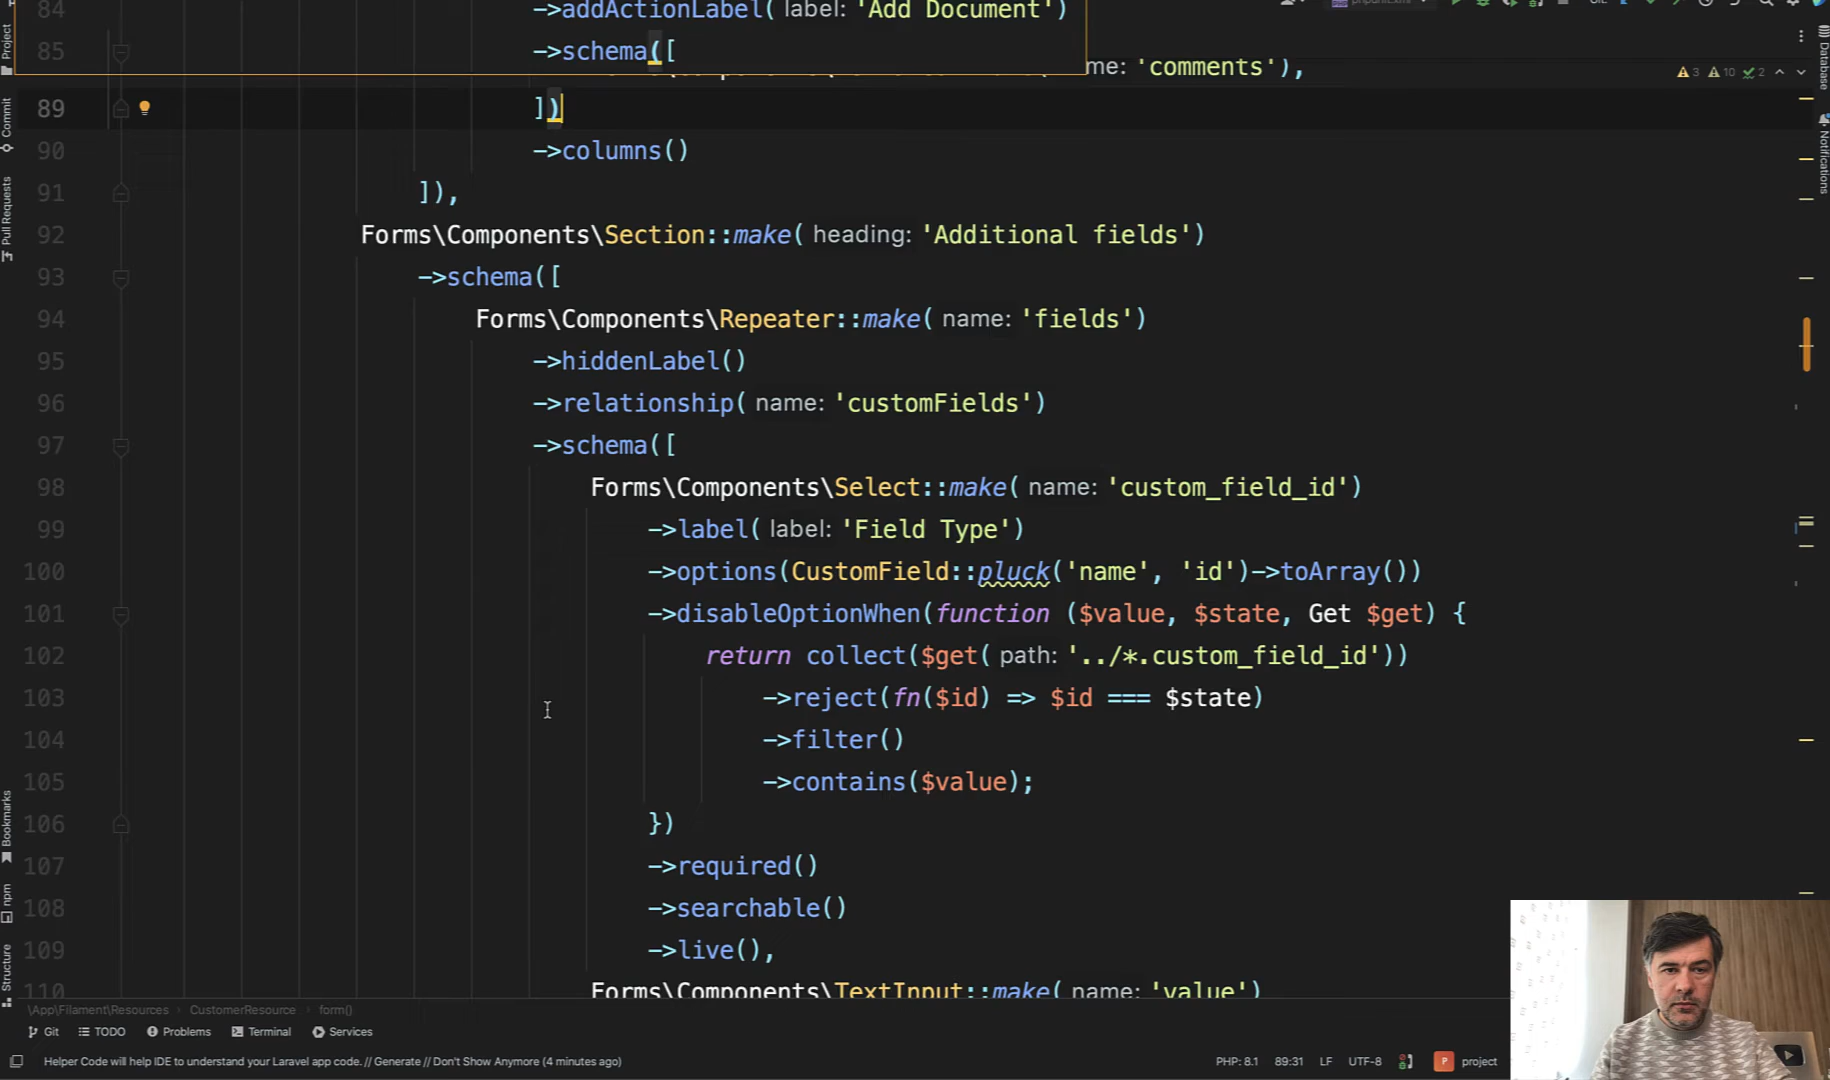 84 ->addActionLabel( label: 'Add Document')
85 ->schema([
me: 'comments'),
3 10 2
89 ])
90 ->columns()
91 ]),
92 Forms\Components\Section::make( heading: 'Additional fields')
93 ->schema([
94 Forms\Components\Repeater::make( name: 'fields')
95 ->hiddenLabel()
96 ->relationship( name: 'customFields')
97 ->schema([
98 Forms\Components\Select::make( name: 'custom_field_id')
99 ->label( label: 'Field Type')
100 ->options(CustomField::pluck('name', 'id')->toArray())
101 ->disableOptionWhen(function ($value, $state, Get $get) {
102 return collect($get( path: '../*.custom_field_id'))
103 ->reject(fn($id) => $id === $state)
104 ->filter()
105 ->contains($value);
106 })
107 ->required()
108 ->searchable()
109 ->live(),
110 Forms\Components\TextInput::make( name: 'value')
Project
Commit
Pull Requests
Bookmarks
npm
Structure
Database
Notifications
\App\Filament\Resources › CustomerResource › form()
Git TODO Problems Terminal Services
Helper Code will help IDE to understand your Laravel app code. // Generate // Don't Show Anymore (4 minutes ago)
PHP: 8.1 89:31 LF UTF-8 P project